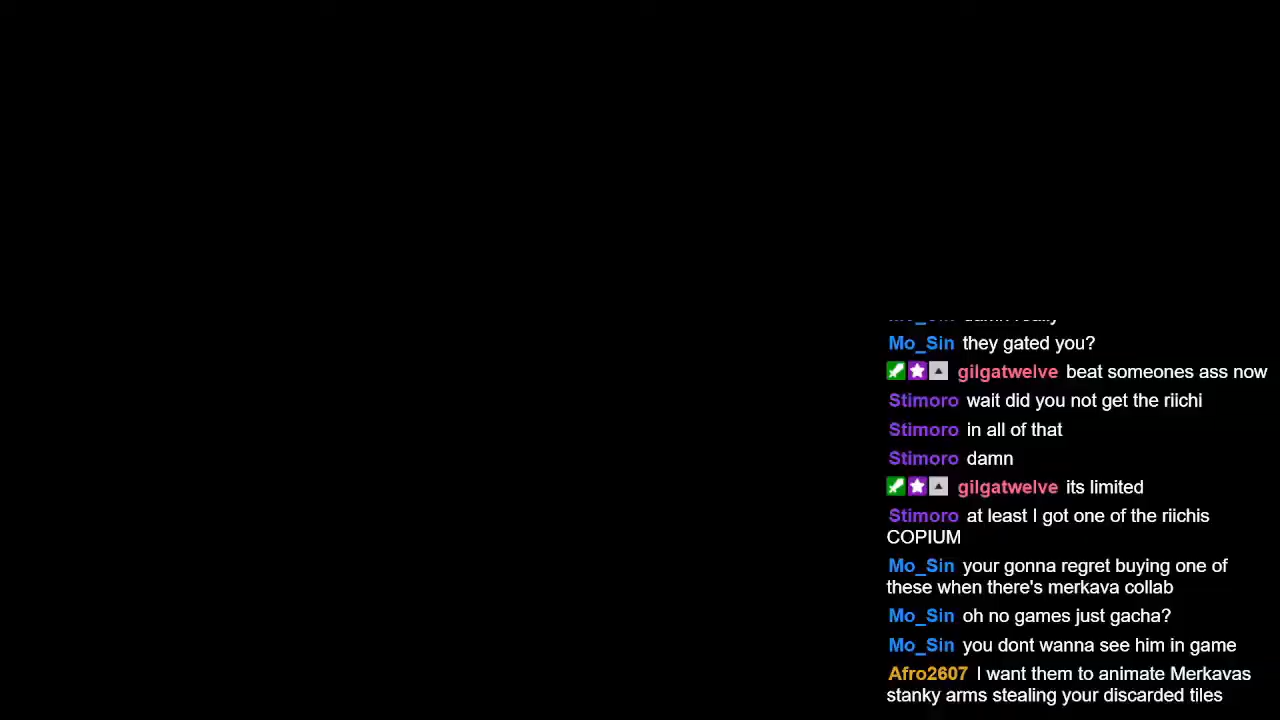 Mo_Sin they gated you?
gilgatwelve beat someones ass now
Stimoro wait did you not get the riichi
Stimoro in all of that
Stimoro damn
gilgatwelve its limited
Stimoro at least I got one of the riichis
COPIUM
Mo_Sin your gonna regret buying one of
these when there's merkava collab
Mo_Sin oh no games just gacha?
Mo_Sin you dont wanna see him in game
Afro2607 I want them to animate Merkavas
stanky arms stealing your discarded tiles